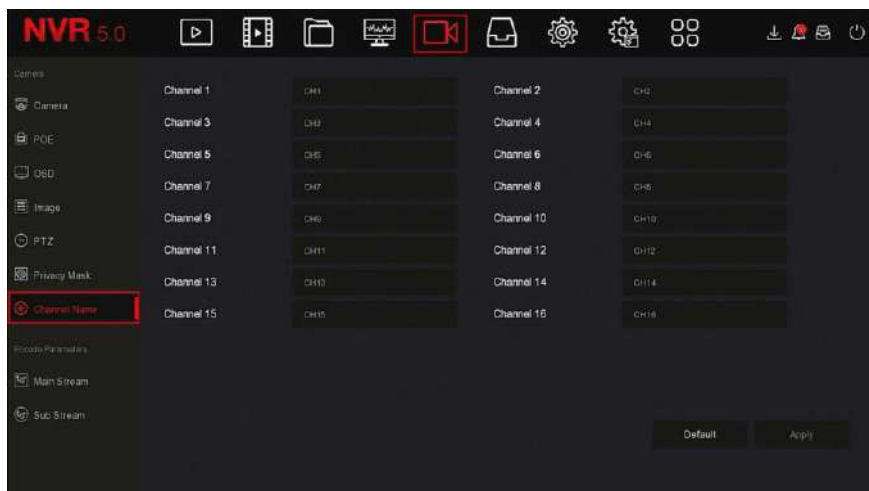 NVR 5.0
Camera
Camera
POE
OSD
Image
PTZ
Privacy Mask
Channel Name
Encode Parameters
Main Stream
Sub Stream
Channel 1 CH1 Channel 2 CH2
Channel 3 CH3 Channel 4 CH4
Channel 5 CH5 Channel 6 CH6
Channel 7 CH7 Channel 8 CH8
Channel 9 CH9 Channel 10 CH10
Channel 11 CH11 Channel 12 CH12
Channel 13 CH13 Channel 14 CH14
Channel 15 CH15 Channel 16 CH16
Default Apply